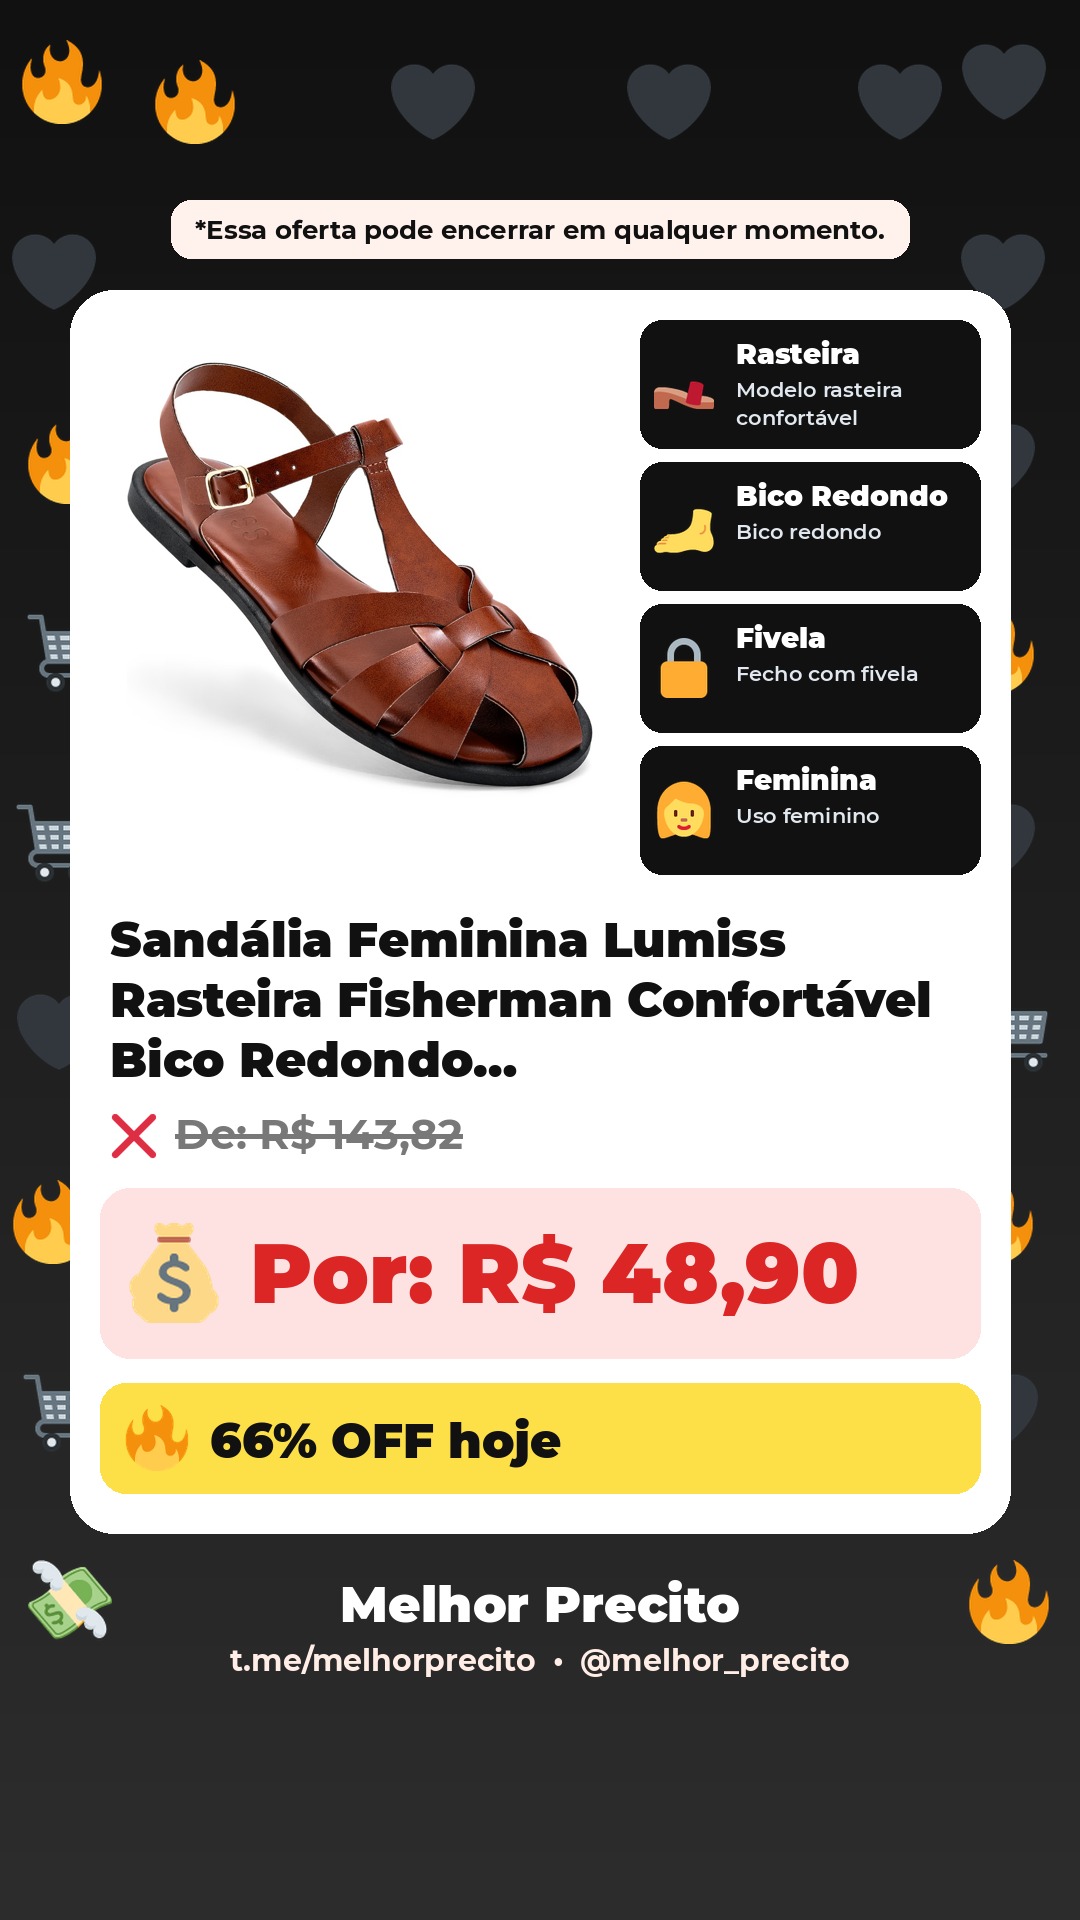 *Essa oferta pode encerrar em qualquer momento.
Rasteira
Modelo rasteira
confortável
Bico Redondo
Bico redondo
Fivela
Fecho com fivela
Feminina
Uso feminino
Sandália Feminina Lumiss
Rasteira Fisherman Confortável
Bico Redondo...
De: R$ 143,82
Por: R$ 48,90
66% OFF hoje
Melhor Precito
t.me/melhorprecito • @melhor_precito